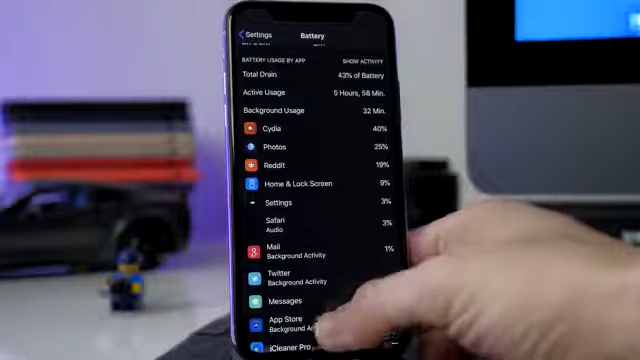 Settings
Battery
BATTERY USAGE BY APP SHOW ACTIVITY
Total Drain 43% of Battery
Active Usage 5 Hours, 58 Min.
Background Usage 32 Min.
Cydia 40%
Photos 25%
Reddit 19%
Home & Lock Screen 9%
Settings 3%
Safari 3%
Audio
Mail 1%
Background Activity
Twitter
Background Activity
Messages
App Store
Background
iCleaner Pro